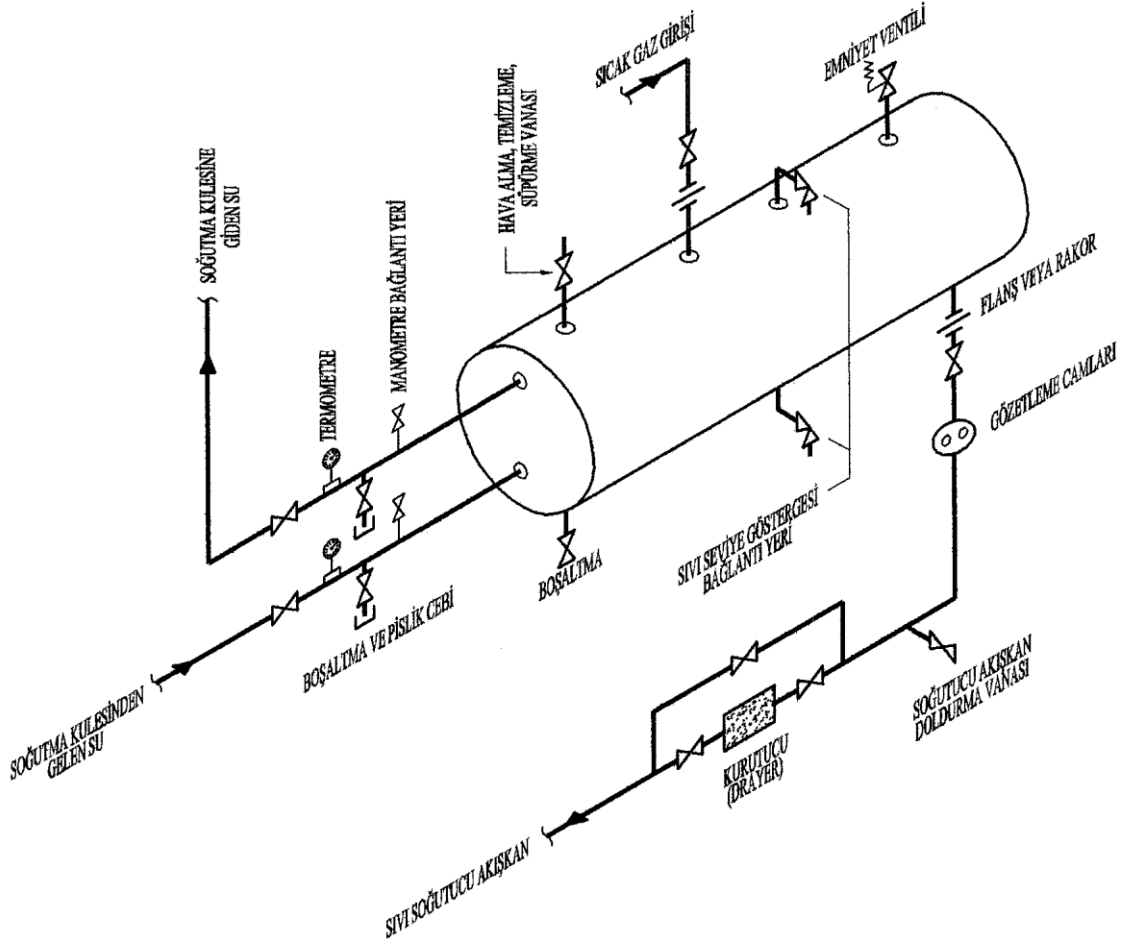 SICAK GAZ GİRİŞİ
EMNİYET VENTİLİ
HAVA ALMA, TEMİZLEME,
SÜPÜRME VANASI
SOĞUTMA KULESİNE
GİDEN SU
MANOMETRE BAĞLANTI YERİ
TERMOMETRE
FLANŞ VEYA RAKOR
GÖZETLEME CAMLARI
SIVI SEVİYE GÖSTERGESİ
BAĞLANTI YERİ
BOŞALTMA
BOŞALTMA VE PİSLİK CEBİ
SOĞUTMA KULESİNDEN
GELEN SU
SOĞUTUCU AKIŞKAN
DOLDURMA VANASI
KURUTUCU
(DRAYER)
SIVI SOĞUTUCU AKIŞKAN